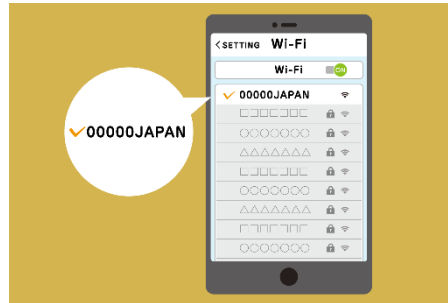 <SETTING Wi-Fi
Wi-Fi ON
✓00000JAPAN
✓ 00000JAPAN
□□□□□□□
○○○○○○○
△△△△△△△
□□□□□□□
○○○○○○○
△△△△△△△
□□□□□□□
○○○○○○○